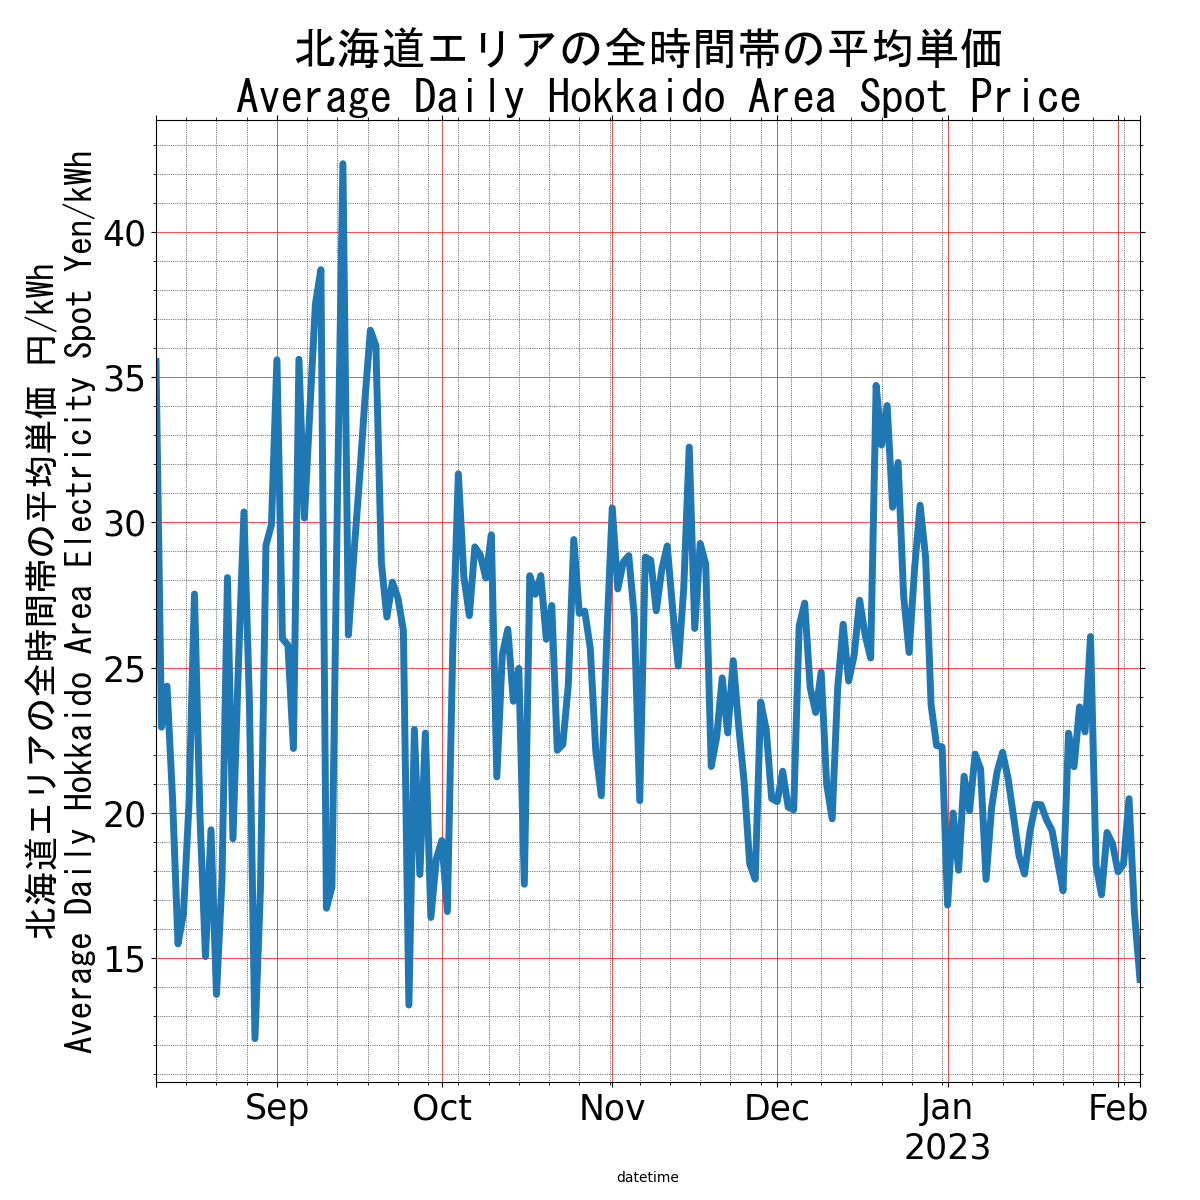 北海道エリアの全時間帯の平均単価
Average Daily Hokkaido Area Spot Price
北海道エリアの全時間帯の平均単価 円/kWh
Average Daily Hokkaido Area Electricity Spot Yen/kWh
40
35
30
25
20
15
Sep
Oct
Nov
Dec
Jan
2023
Feb
datetime